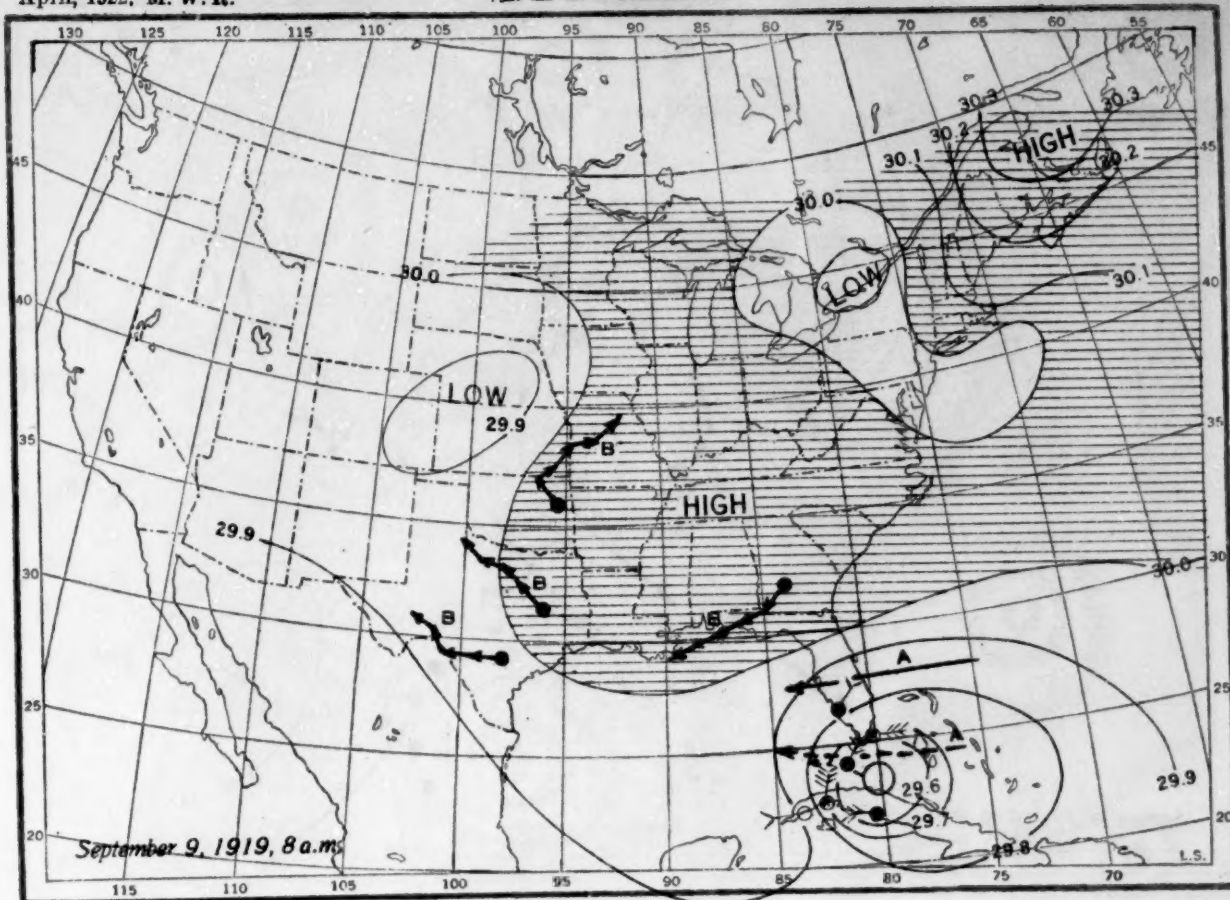 April, 1922. M. W. R.
130 125 120 115 110 105 100 95 90 85 80 75 70 65 60 55
30.3 30.3
30.2 HIGH
30.1 30.2
45 45
30.0
LOW
30.0 30.1
40 40
LOW
29.9
B
35 35
HIGH
29.9
B
30 30
30.0
B B
A
25 25
A
29.9
29.6
29.7
20 20
29.8
September 9, 1919, 8 a.m.
L.S.
115 110 105 100 95 90 85 80 75 70